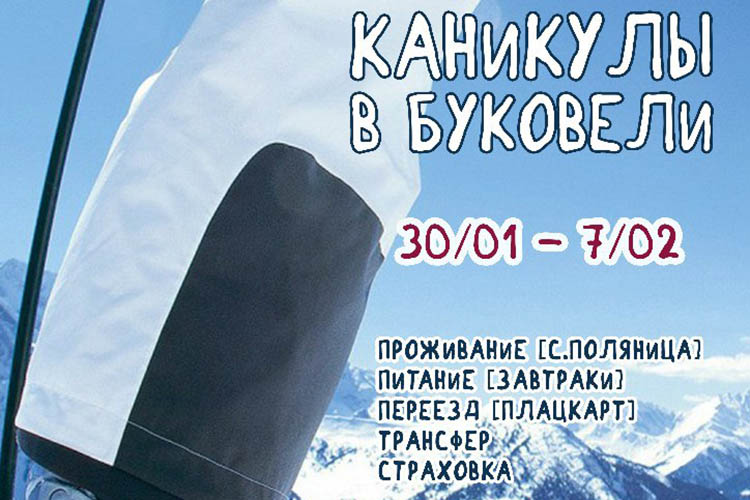 КАНИКУЛЫ
В БУКОВЕЛИ
30/01 – 7/02
ПРОЖИВАНИЕ [С.ПОЛЯНИЦА]
ПИТАНИЕ [ЗАВТРАКИ]
ПЕРЕЕЗД [ПЛАЦКАРТ]
ТРАНСФЕР
СТРАХОВКА